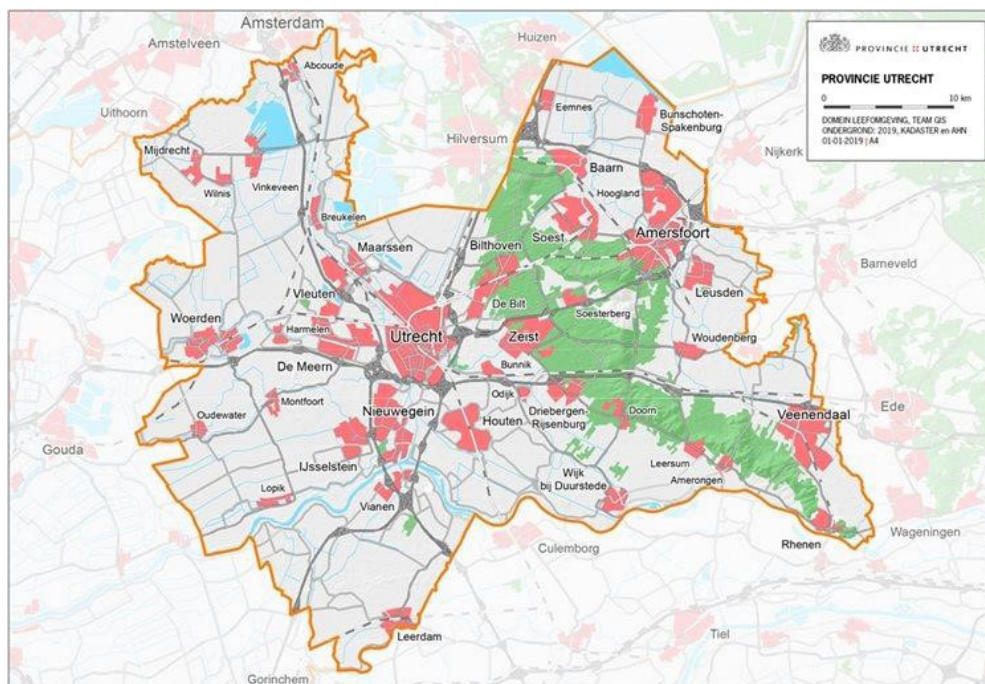 Amsterdam
Amstelveen
Huizen
Abcoude
Uithoorn
Eemnes
Bunschoten-
Spakenburg
Hilversum
Mijdrecht
Wilnis
Vinkeveen
Baarn
Nijkerk
Hoogland
Breukelen
Soest
Amersfoort
Maarssen
Bilthoven
Barneveld
Vleuten
Leusden
De Bilt
Soesterberg
Woerden
Harmelen
Utrecht
Zeist
Woudenberg
De Meern
Bunnik
Odijk
Montfoort
Oudewater
Nieuwegein
Houten
Driebergen-
Rijsenburg
Doorn
Veenendaal
Ede
Gouda
IJsselstein
Leersum
Wijk
bij Duurstede
Amerongen
Lopik
Vianen
Wageningen
Rhenen
Culemborg
Leerdam
Tiel
Gorinchem
PROVINCIE UTRECHT
PROVINCIE UTRECHT
0 10 km
DOMEIN LEEFOMGEVING, TEAM GIS
ONDERGROND: 2019, KADASTER en AHN
01-01-2019 | A4